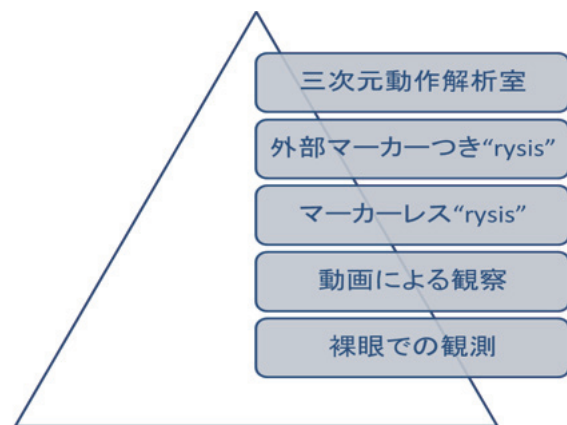 三次元動作解析室
外部マーカーつき“rysis”
マーカーレス“rysis”
動画による観察
裸眼での観測